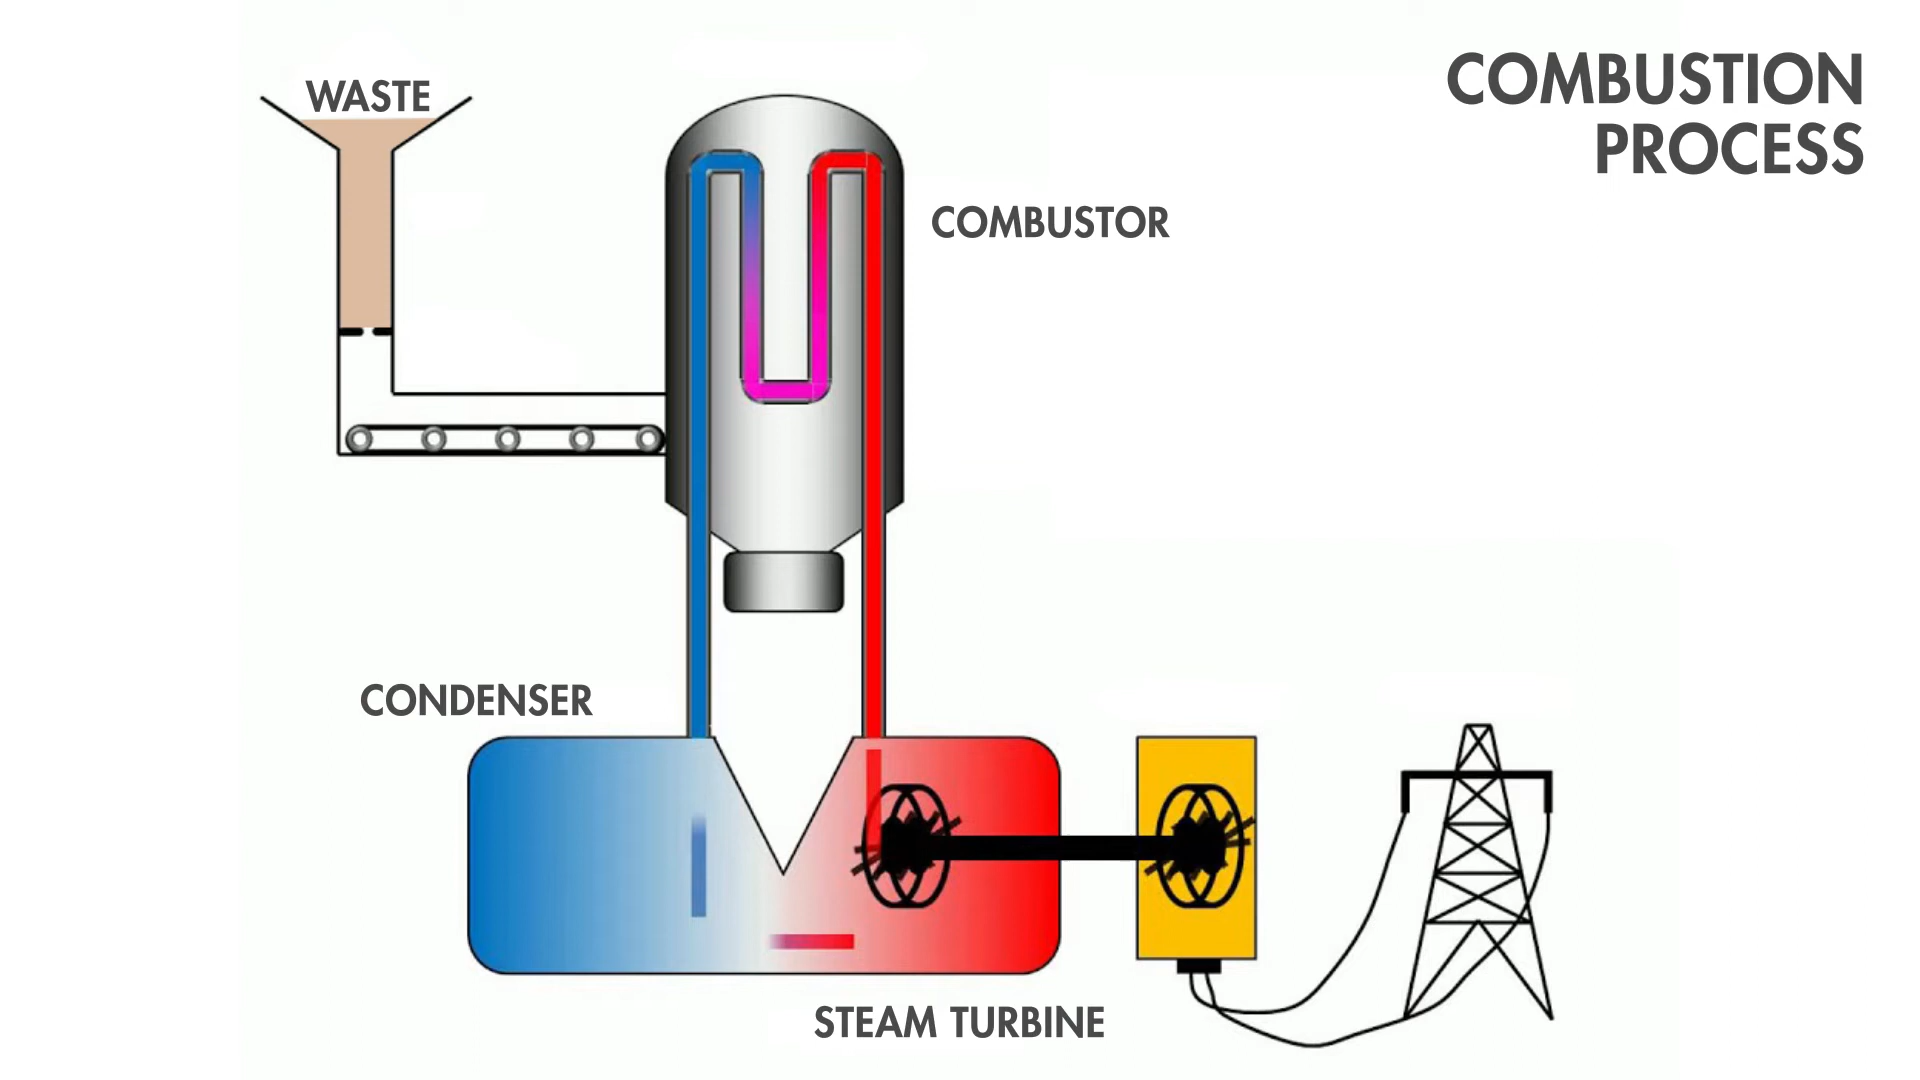 COMBUSTION
PROCESS
WASTE
COMBUSTOR
CONDENSER
STEAM TURBINE